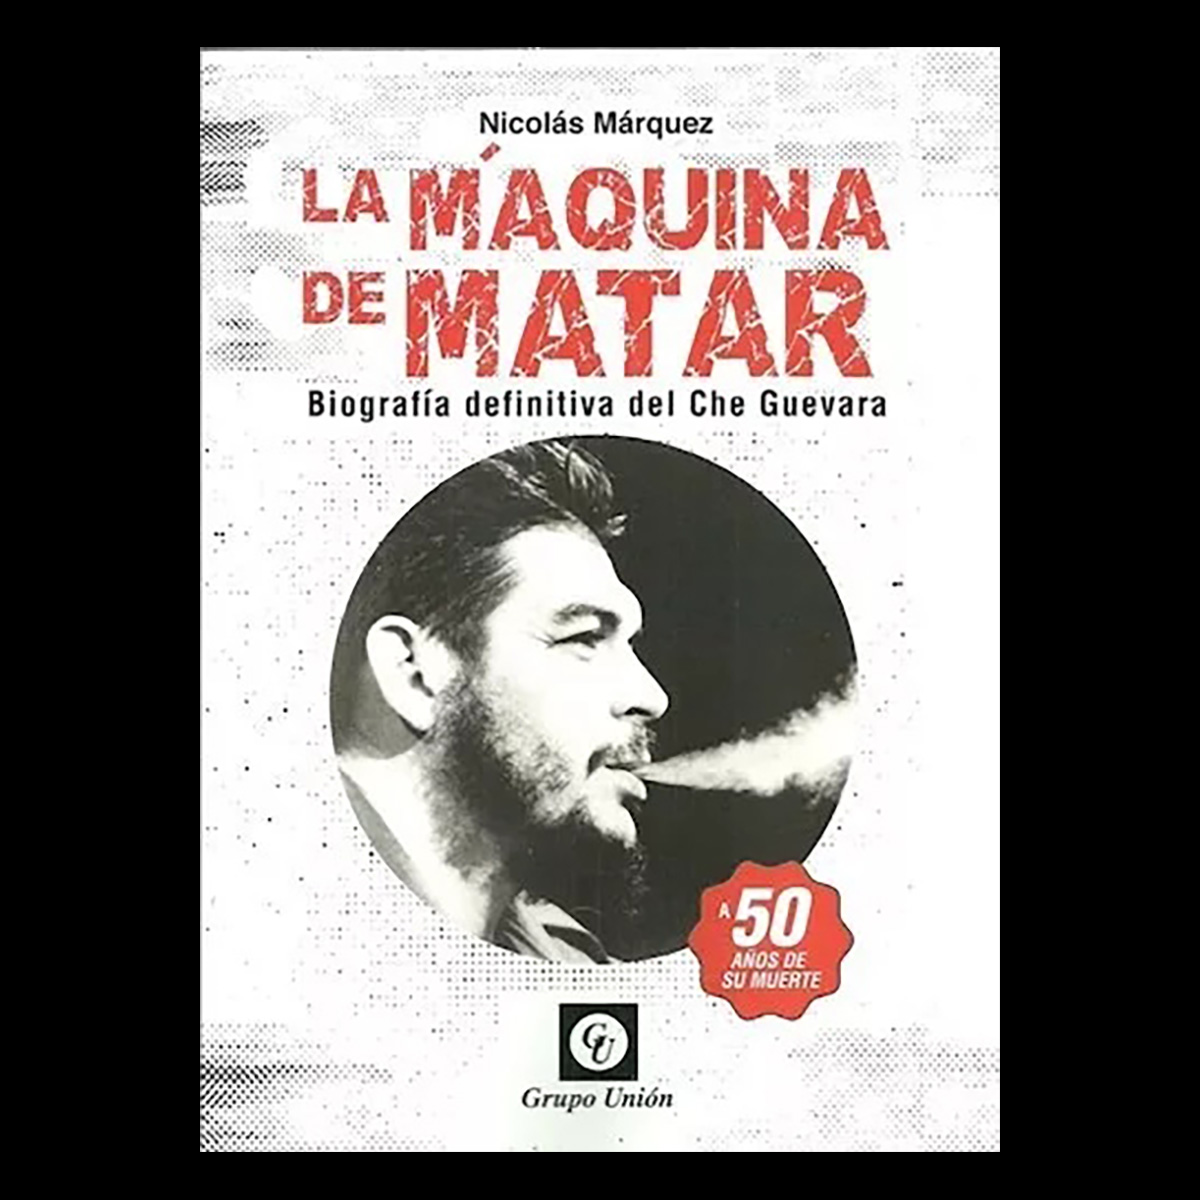 Nicolás Márquez
LA MÁQUINA
DE MATAR
Biografía definitiva del Che Guevara
A 50
AÑOS DE
SU MUERTE
GU
Grupo Unión